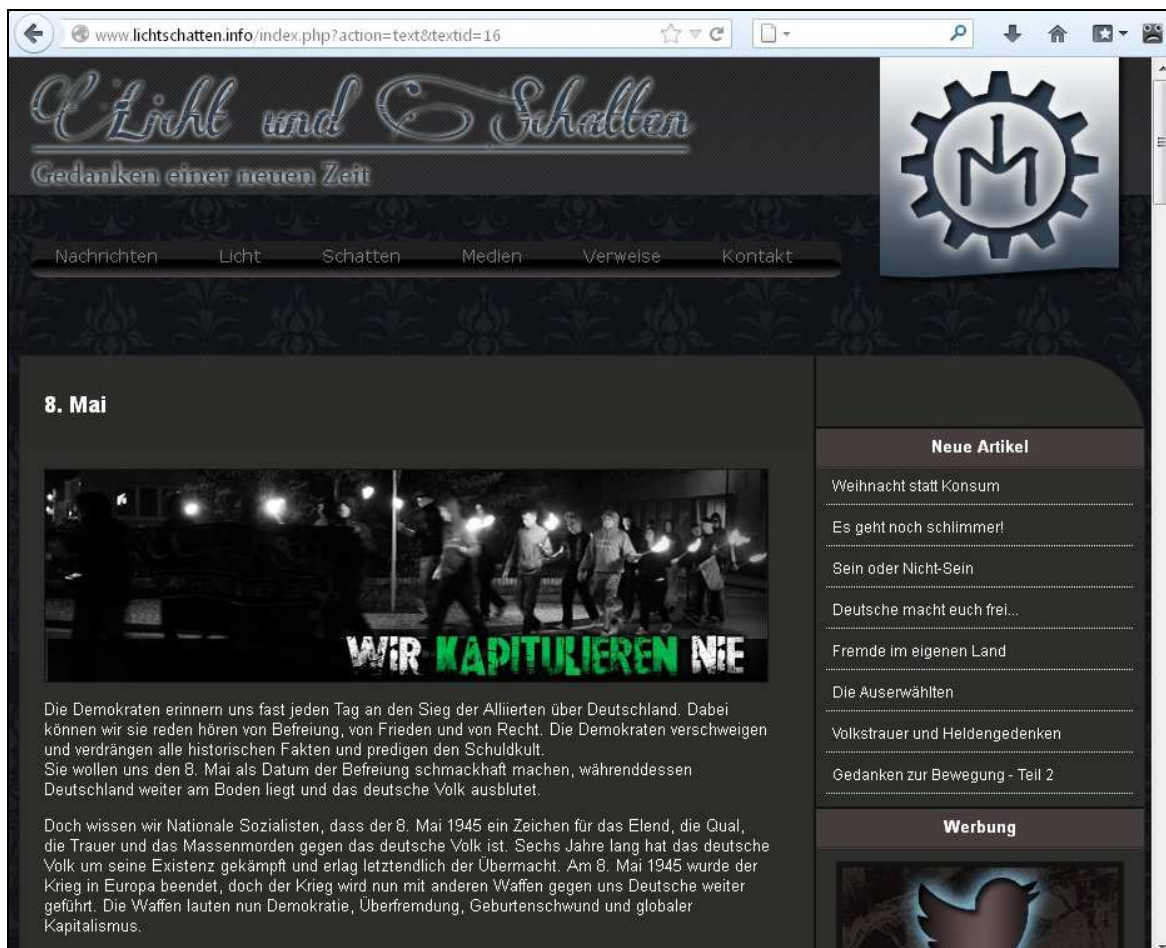 www.lichtschatten.info/index.php?action=text&textid=16
Licht und Schatten
Gedanken einer neuen Zeit
Nachrichten Licht Schatten Medien Verweise Kontakt
8. Mai
WiR KAPITULIEREN NiE
Die Demokraten erinnern uns fast jeden Tag an den Sieg der Alliierten über Deutschland. Dabei
können wir sie reden hören von Befreiung, von Frieden und von Recht. Die Demokraten verschweigen
und verdrängen alle historischen Fakten und predigen den Schuldkult.
Sie wollen uns den 8. Mai als Datum der Befreiung schmackhaft machen, währenddessen
Deutschland weiter am Boden liegt und das deutsche Volk ausblutet.
Doch wissen wir Nationale Sozialisten, dass der 8. Mai 1945 ein Zeichen für das Elend, die Qual,
die Trauer und das Massenmorden gegen das deutsche Volk ist. Sechs Jahre lang hat das deutsche
Volk um seine Existenz gekämpft und erlag letztendlich der Übermacht. Am 8. Mai 1945 wurde der
Krieg in Europa beendet, doch der Krieg wird nun mit anderen Waffen gegen uns Deutsche weiter
geführt. Die Waffen lauten nun Demokratie, Überfremdung, Geburtenschwund und globaler
Kapitalismus.
Neue Artikel
Weihnacht statt Konsum
Es geht noch schlimmer!
Sein oder Nicht-Sein
Deutsche macht euch frei...
Fremde im eigenen Land
Die Auserwählten
Volkstrauer und Heldengedenken
Gedanken zur Bewegung - Teil 2
Werbung